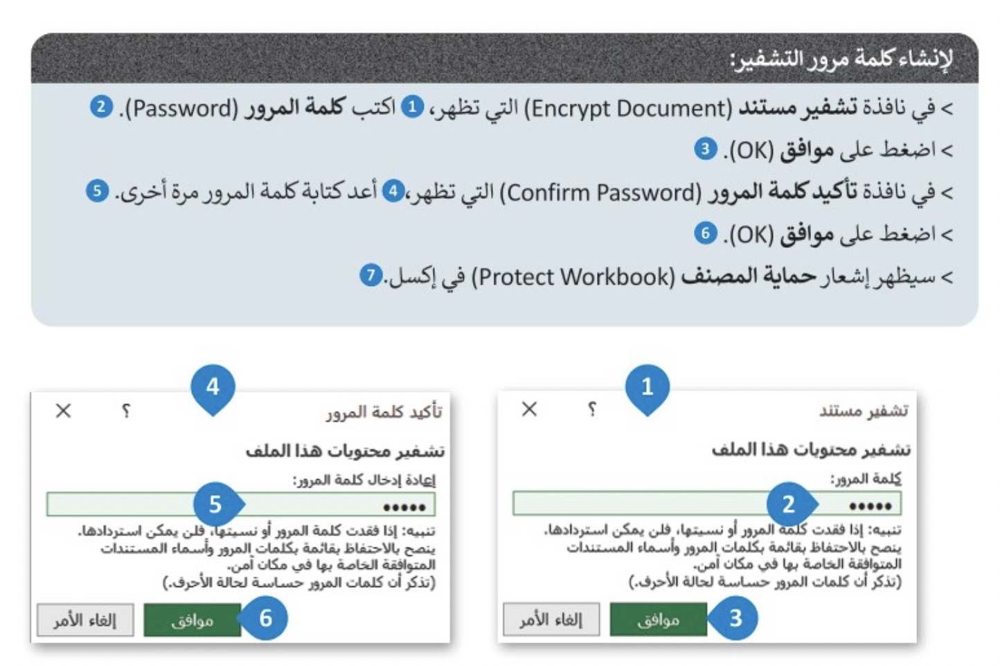 لإنشاء كلمة مرور التشفير:
> في نافذة تشفير مستند (Encrypt Document) التي تظهر، 1 اكتب كلمة المرور (Password). 2
> اضغط على موافق (OK). 3
> في نافذة تأكيد كلمة المرور (Confirm Password) التي تظهر،4 أعد كتابة كلمة المرور مرة أخرى. 5
> اضغط على موافق (OK). 6
> سيظهر إشعار حماية المصنف (Protect Workbook) في إكسل.7
1
تشفير مستند ؟ ×
تشفير محتويات هذا الملف
كلمة المرور:
••••• 2
تنبيه: إذا فقدت كلمة المرور أو نسيتها، فلن يمكن استردادها.
ينصح بالاحتفاظ بقائمة بكلمات المرور وأسماء المستندات
المتوافقة الخاصة بها في مكان آمن.
(تذكر أن كلمات المرور حساسة لحالة الأحرف.)
3 موافق إلغاء الأمر
4
تأكيد كلمة المرور ؟ ×
تشفير محتويات هذا الملف
إعادة إدخال كلمة المرور:
••••• 5
تنبيه: إذا فقدت كلمة المرور أو نسيتها، فلن يمكن استردادها.
ينصح بالاحتفاظ بقائمة بكلمات المرور وأسماء المستندات
المتوافقة الخاصة بها في مكان آمن.
(تذكر أن كلمات المرور حساسة لحالة الأحرف.)
6 موافق إلغاء الأمر